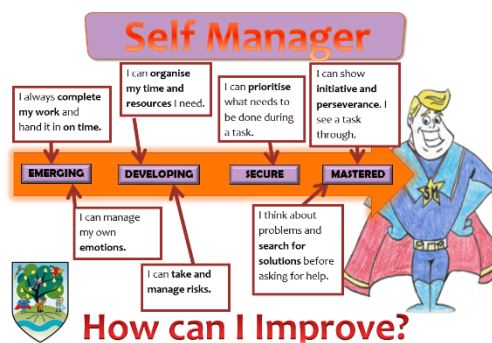 Self Manager
I always complete
my work and
hand it in on time.
I can organise
my time and
resources I need.
I can prioritise
what needs to
be done during
a task.
I can show
initiative and
perseverance. I
see a task
through.
EMERGING
DEVELOPING
SECURE
MASTERED
SM
I can manage
my own
emotions.
I can take and
manage risks.
I think about
problems and
search for
solutions before
asking for help.
How can I Improve?